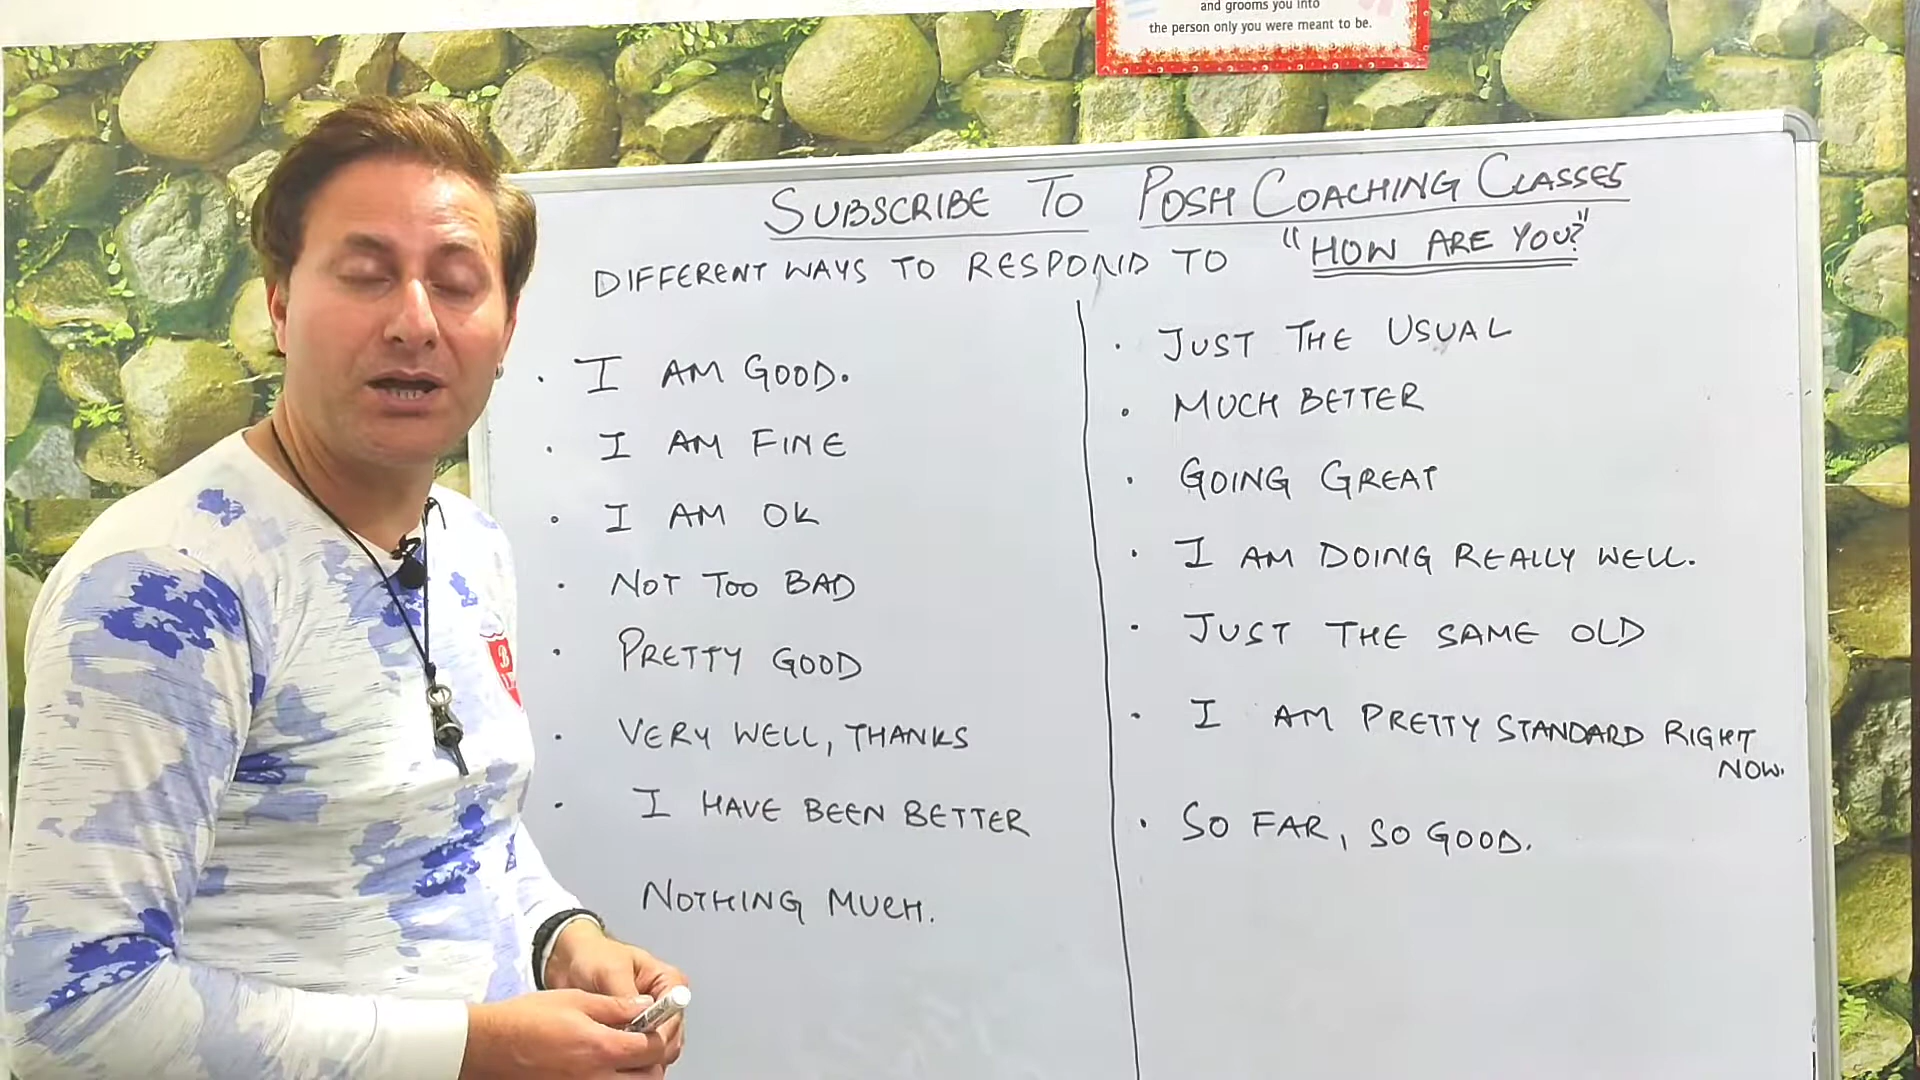 and grooms you into
the person only you were meant to be.
SUBSCRIBE TO POSH COACHING CLASSES
DIFFERENT WAYS TO RESPOND TO "HOW ARE YOU?"
· I AM GOOD.
· I AM FINE
· I AM OK
· NOT TOO BAD
· PRETTY GOOD
· VERY WELL, THANKS
· I HAVE BEEN BETTER
NOTHING MUCH.
· JUST THE USUAL
· MUCH BETTER
· GOING GREAT
· I AM DOING REALLY WELL.
· JUST THE SAME OLD
· I AM PRETTY STANDARD RIGHT
NOW.
· SO FAR, SO GOOD.
B